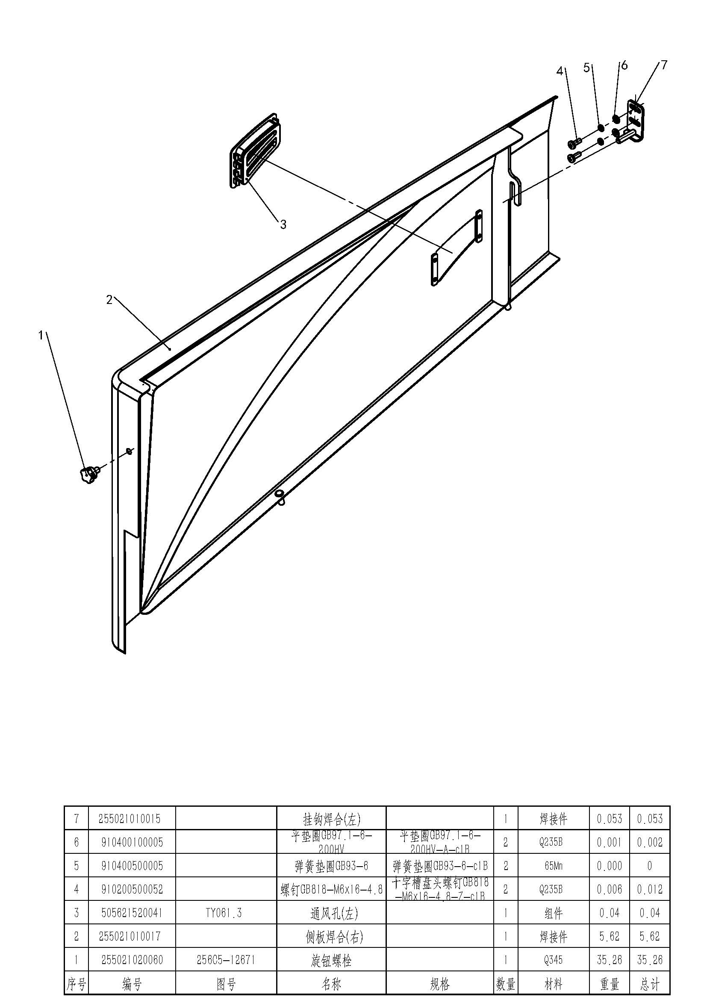 4 5 6 7
3
2
1
7 255021010015 挂钩焊合(左) 1 焊接件 0.053 0.053
6 910400100005 平垫圈GB97.1-6- 平垫圈GB97.1-6- 2 Q235B 0.001 0.002
200HV 200HV-A-c1B
5 910400500005 弹簧垫圈GB93-6 弹簧垫圈GB93-6-c1B 2 65Mn 0.000 0
4 910200500052 螺钉GB818-M6x16-4.8 十字槽盘头螺钉GB818 2 Q235B 0.006 0.012
-M6x16-4.8-Z-c1B
3 505621520041 TY061.3 通风孔(左) 1 组件 0.04 0.04
2 255021010017 侧板焊合(右) 1 焊接件 5.62 5.62
1 255021020060 256C5-12671 旋钮螺栓 1 Q345 35.26 35.26
序号 编号 图号 名称 规格 数量 材料 重量 总计